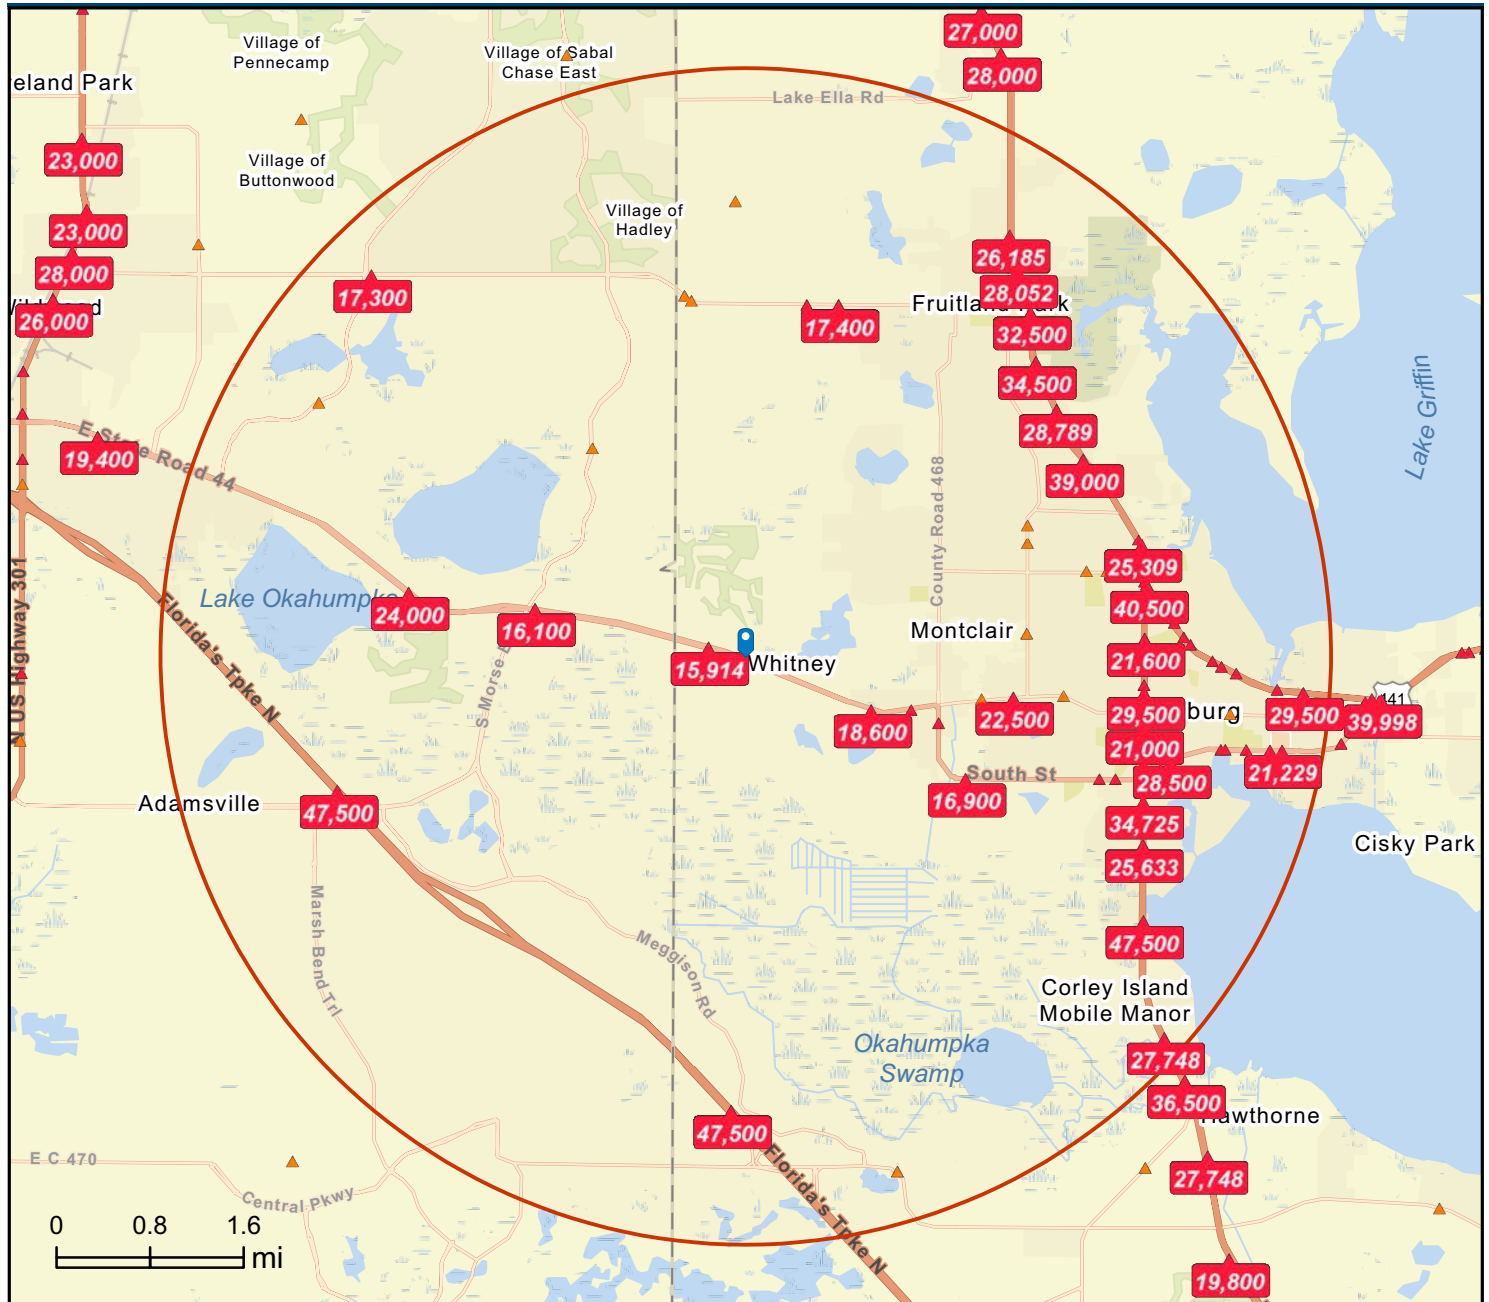 27,000
Village of
Pennecamp
Village of Sabal
Chase East
28,000
reland Park
Lake Ella Rd
23,000
Village of
Buttonwood
Village of
Hadley
23,000
26,185
28,000
17,300
28,052
Fruitland Park
26,000
17,400
32,500
34,500
Lake Griffin
28,789
E State Road 44
19,400
39,000
County Road 468
25,309
N US Highway 301
Lake Okahumpka
24,000
40,500
Florida's Tpke N
16,100
Montclair
S Morse B
15,914
Whitney
21,600
441
18,600
22,500
29,500
burg
29,500
39,998
21,000
South St
21,229
28,500
16,900
Adamsville
47,500
34,725
Cisky Park
25,633
Marsh Bend Trl
Meggison Rd
47,500
Corley Island
Mobile Manor
Okahumpka
Swamp
27,748
36,500
Hawthorne
47,500
E C 470
Florida's Tpke N
27,748
Central Pkwy
0 0.8 1.6
mi
19,800